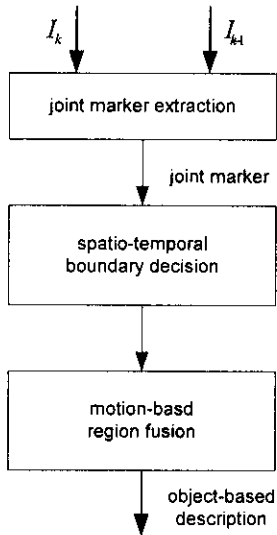 I_k I_k-1
joint marker extraction
joint marker
spatio-temporal
boundary decision
motion-basd
region fusion
object-based
description